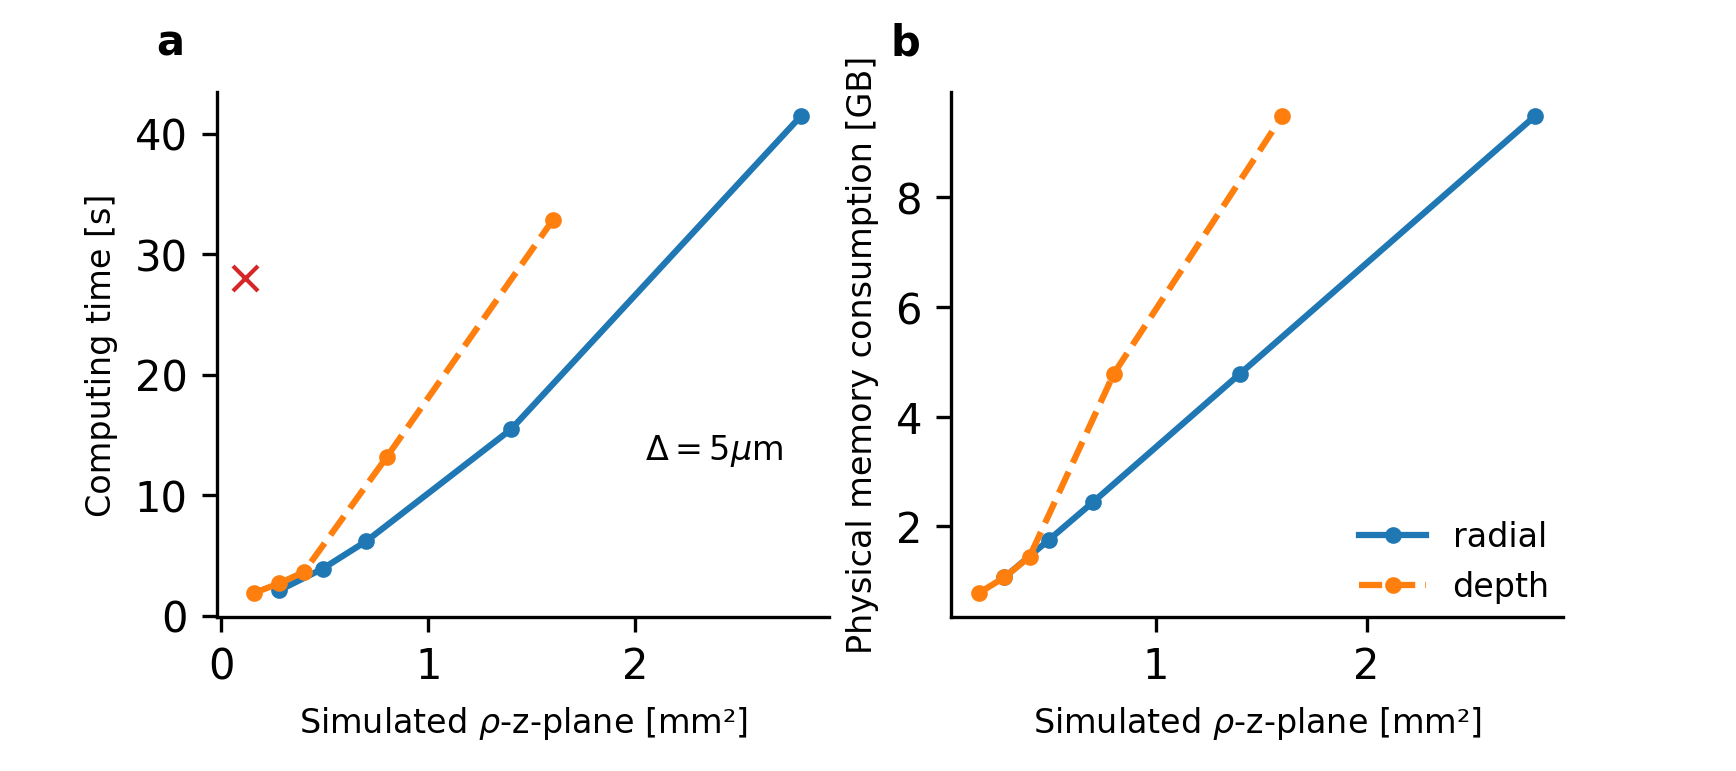 a
Computing time [s]
40
30
20
10
0
0
1
2
Δ = 5μm
Simulated ρ-z-plane [mm²]
b
Physical memory consumption [GB]
8
6
4
2
1
2
radial
depth
Simulated ρ-z-plane [mm²]